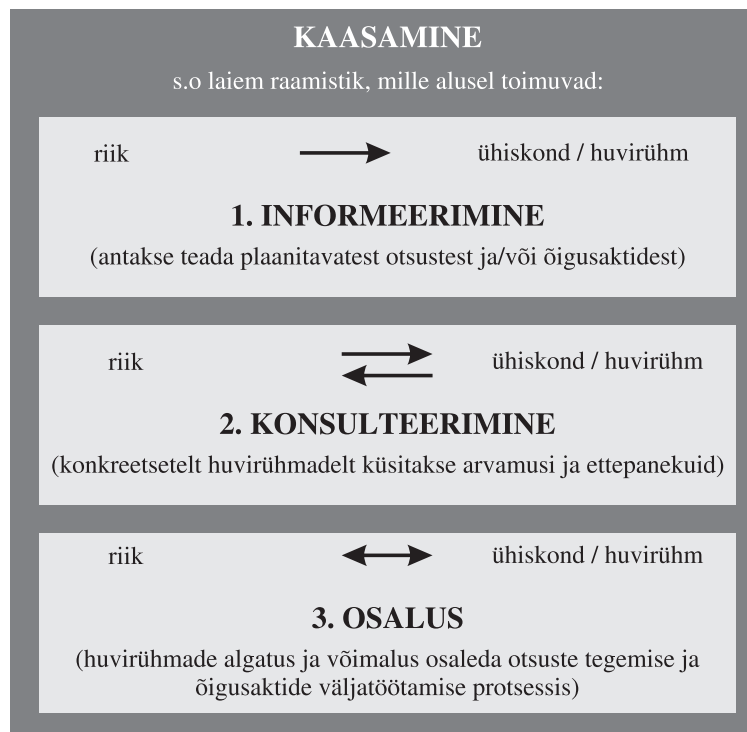 KAASAMINE
s.o laiem raamistik, mille alusel toimuvad:
riik ühiskond / huvirühm
1. INFORMEERIMINE
(antakse teada plaanitavatest otsustest ja/või õigusaktidest)
riik ühiskond / huvirühm
2. KONSULTEERIMINE
(konkreetsetelt huvirühmadelt küsitakse arvamusi ja ettepanekuid)
riik ühiskond / huvirühm
3. OSALUS
(huvirühmade algatus ja võimalus osaleda otsuste tegemise ja
õigusaktide väljatöötamise protsessis)